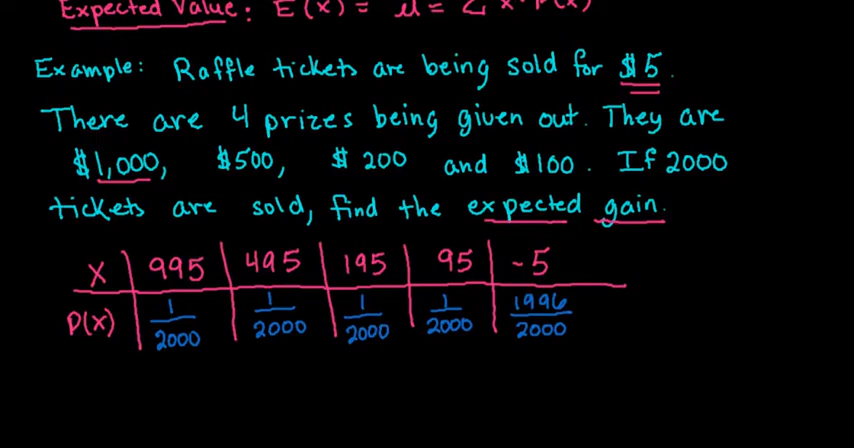 Expected Value: E(x) = μ = Σ x·P(x)
Example: Raffle tickets are being sold for $5.
There are 4 prizes being given out. They are
$1,000, $500, $200 and $100. If 2000
tickets are sold, find the expected gain.
x 995 495 195 95 -5
P(x) 1/2000 1/2000 1/2000 1/2000 1996/2000